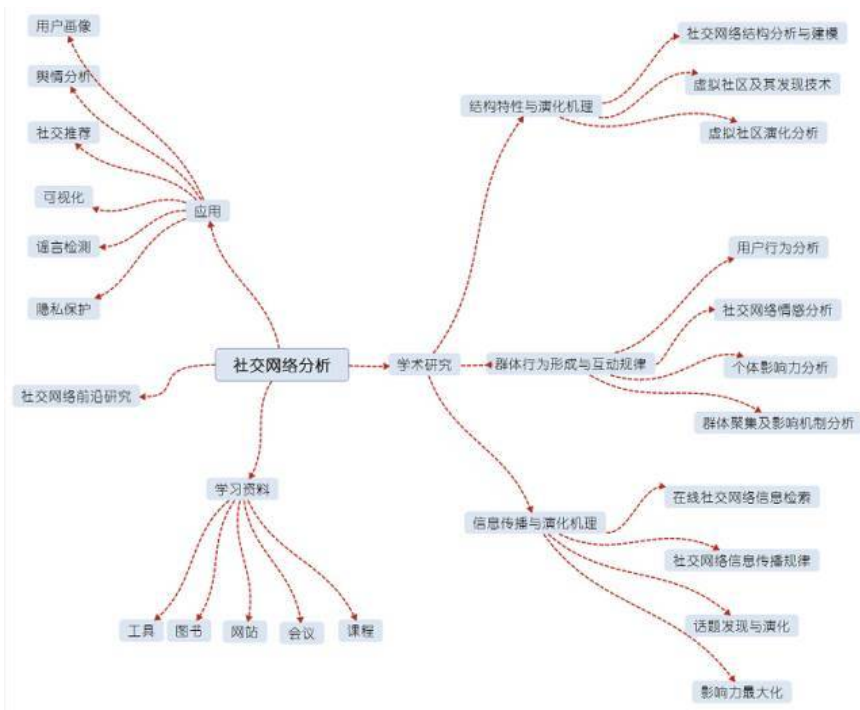 用户画像
舆情分析
社交推荐
可视化
谣言检测
隐私保护
应用
社交网络分析
社交网络前沿研究
学习资料
工具
图书
网站
会议
课程
学术研究
结构特性与演化机理
社交网络结构分析与建模
虚拟社区及其发现技术
虚拟社区演化分析
群体行为形成与互动规律
用户行为分析
社交网络情感分析
个体影响力分析
群体聚集及影响机制分析
信息传播与演化机理
在线社交网络信息检索
社交网络信息传播规律
话题发现与演化
影响力最大化